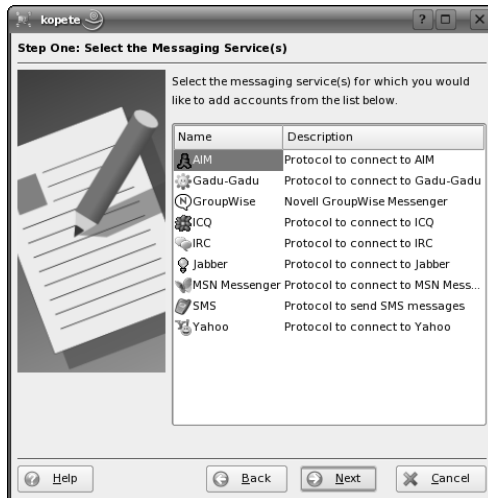 kopete
Step One: Select the Messaging Service(s)
Select the messaging service(s) for which you would
like to add accounts from the list below.
Name Description
AIM Protocol to connect to AIM
Gadu-Gadu Protocol to connect to Gadu-Gadu
GroupWise Novell GroupWise Messenger
ICQ Protocol to connect to ICQ
IRC Protocol to connect to IRC
Jabber Protocol to connect to Jabber
MSN Messenger Protocol to connect to MSN Mess...
SMS Protocol to send SMS messages
Yahoo Protocol to connect to Yahoo
Help Back Next Cancel